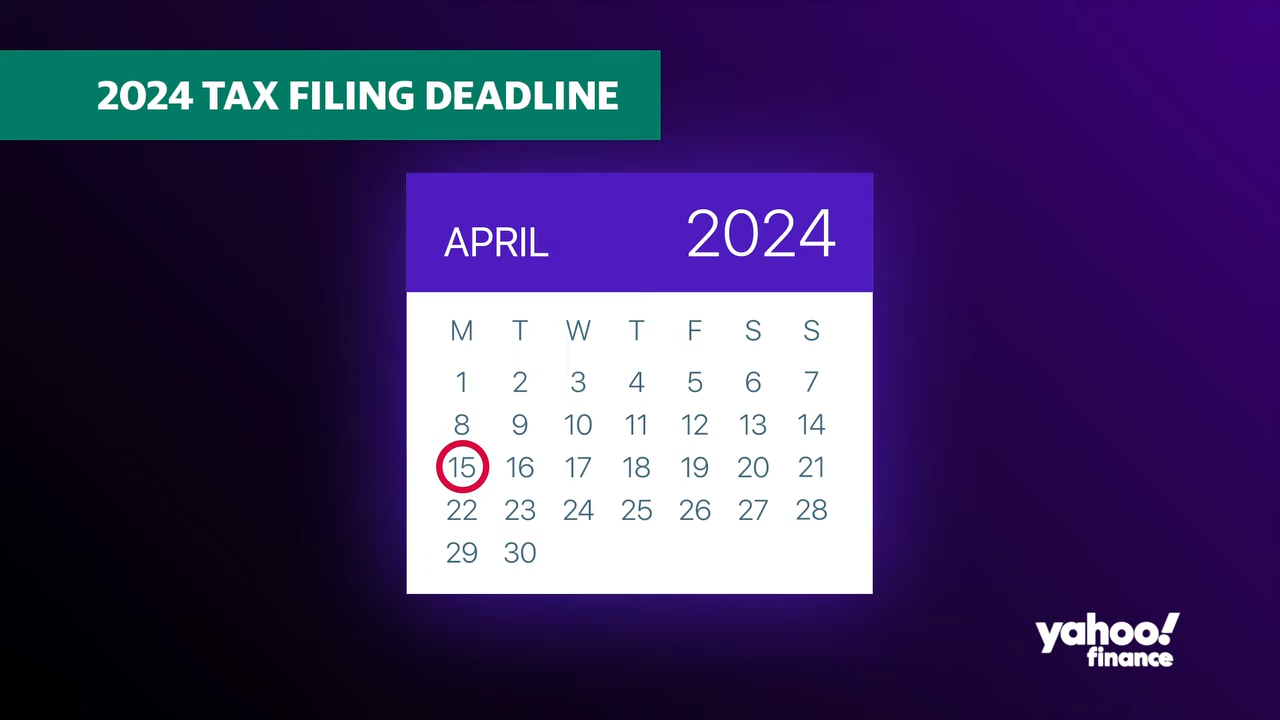 2024 TAX FILING DEADLINE
APRIL 2024
M T W T F S S
1 2 3 4 5 6 7
8 9 10 11 12 13 14
15 16 17 18 19 20 21
22 23 24 25 26 27 28
29 30
yahoo!
finance